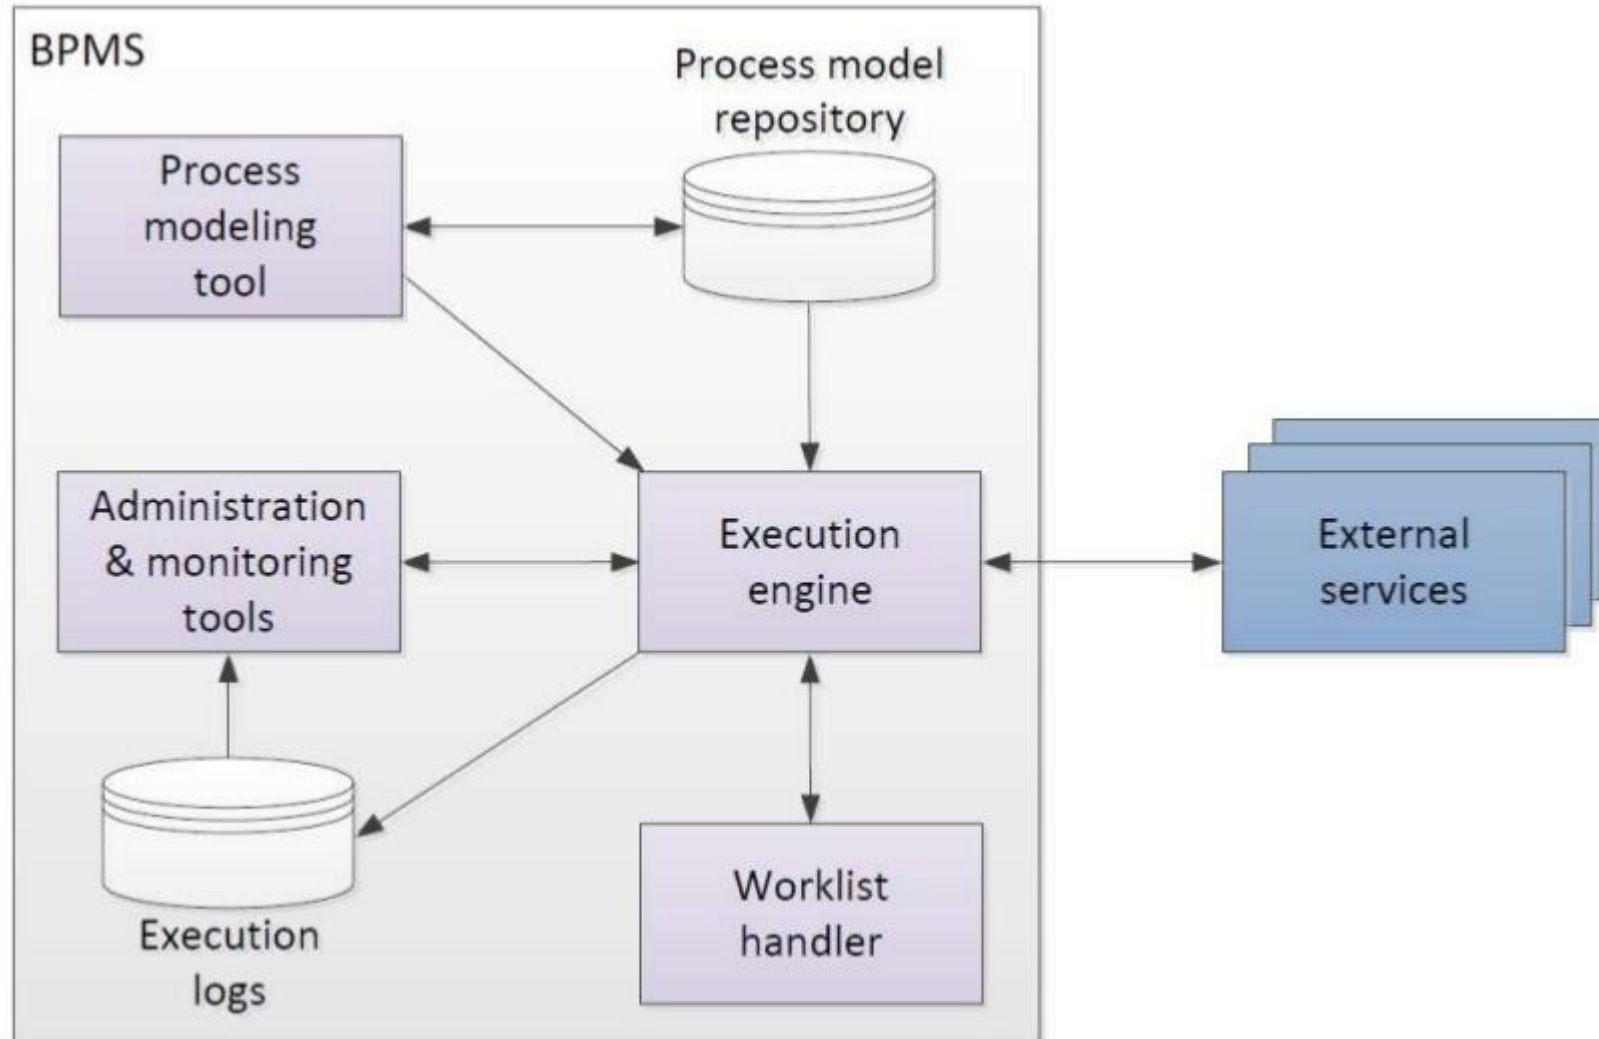 BPMS
Process model
repository
Process
modeling
tool
Administration
& monitoring
tools
Execution
engine
External
services
Execution
logs
Worklist
handler